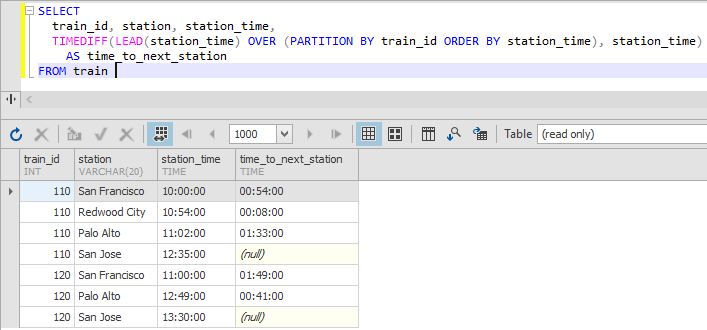 SELECT
train_id, station, station_time,
TIMEDIFF(LEAD(station_time) OVER (PARTITION BY train_id ORDER BY station_time), station_time)
AS time_to_next_station
FROM train
1000 Table (read only)
train_id station station_time time_to_next_station
INT VARCHAR(20) TIME TIME
110 San Francisco 10:00:00 00:54:00
110 Redwood City 10:54:00 00:08:00
110 Palo Alto 11:02:00 01:33:00
110 San Jose 12:35:00 (null)
120 San Francisco 11:00:00 01:49:00
120 Palo Alto 12:49:00 00:41:00
120 San Jose 13:30:00 (null)